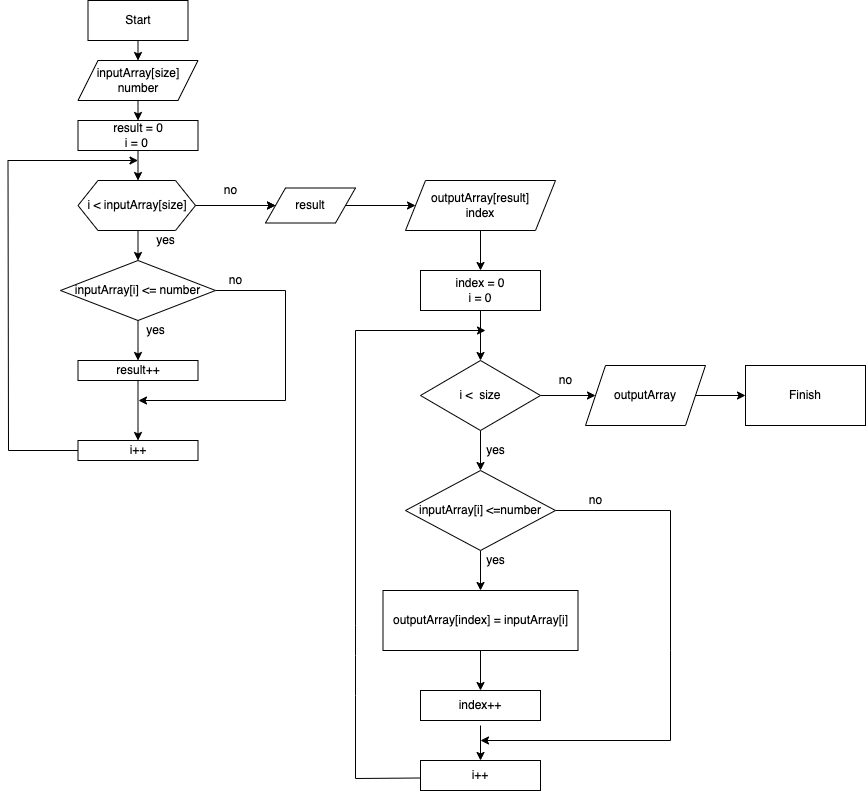 Start
inputArray[size]
number
result = 0
i = 0
i < inputArray[size]
no
result
outputArray[result]
index
yes
inputArray[i] <= number
no
yes
result++
i++
index = 0
i = 0
i <  size
no
outputArray
Finish
yes
inputArray[i] <=number
no
yes
outputArray[index] = inputArray[i]
index++
i++